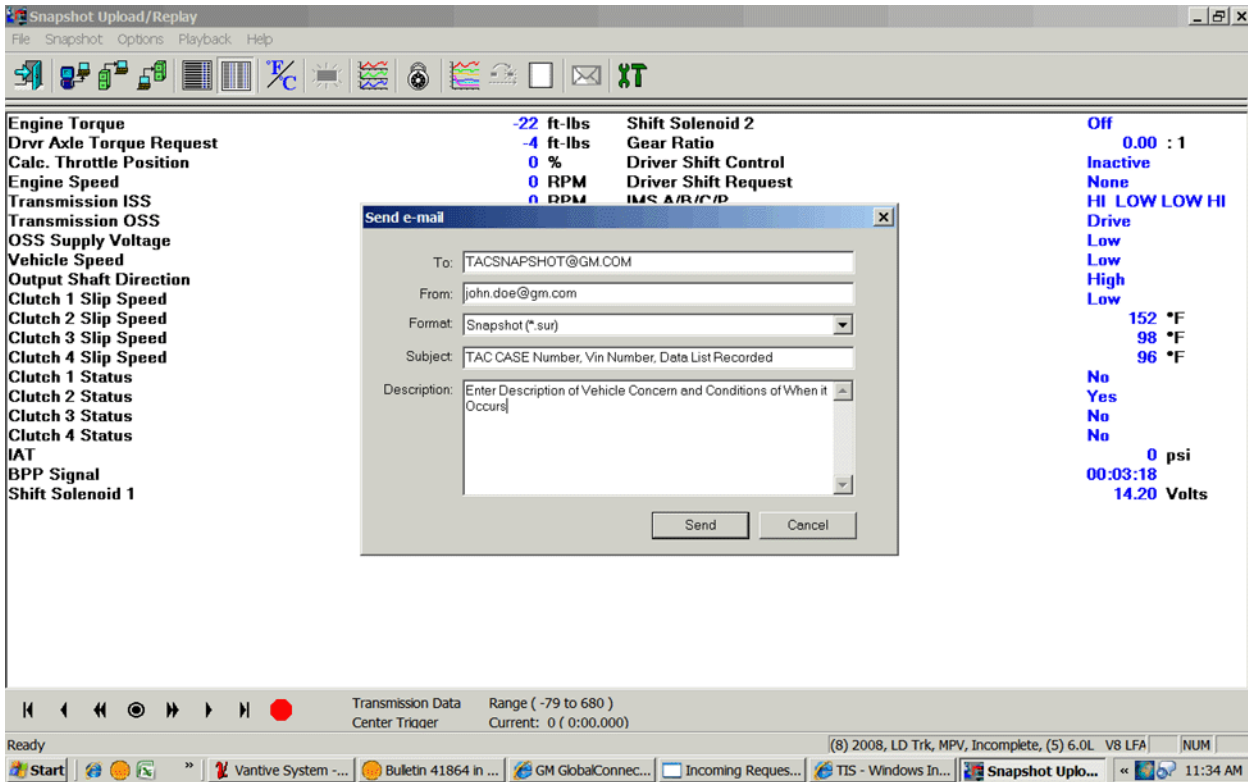 Snapshot Upload/Replay
File Snapshot Options Playback Help
°F/C
Engine Torque -22 ft-lbs Shift Solenoid 2 Off
Drvr Axle Torque Request -4 ft-lbs Gear Ratio 0.00 : 1
Calc. Throttle Position 0 % Driver Shift Control Inactive
Engine Speed 0 RPM Driver Shift Request None
Transmission ISS 0 RPM IMS A/B/C/P HI LOW LOW HI
Transmission OSS Drive
OSS Supply Voltage Low
Vehicle Speed Low
Output Shaft Direction High
Clutch 1 Slip Speed Low
Clutch 2 Slip Speed 152 °F
Clutch 3 Slip Speed 98 °F
Clutch 4 Slip Speed 96 °F
Clutch 1 Status No
Clutch 2 Status Yes
Clutch 3 Status No
Clutch 4 Status No
IAT 0 psi
BPP Signal 00:03:18
Shift Solenoid 1 14.20 Volts
Send e-mail
To: TACSNAPSHOT@GM.COM
From: john.doe@gm.com
Format: Snapshot (*.sur)
Subject: TAC CASE Number, Vin Number, Data List Recorded
Description: Enter Description of Vehicle Concern and Conditions of When it
Occurs
Send Cancel
Transmission Data Range ( -79 to 680 )
Center Trigger Current: 0 ( 0:00.000)
Ready (8) 2008, LD Trk, MPV, Incomplete, (5) 6.0L V8 LFA NUM
Start » Vantive System -... Bulletin 41864 in ... GM GlobalConnec... Incoming Reques... TIS - Windows In... Snapshot Uplo... « 11:34 AM